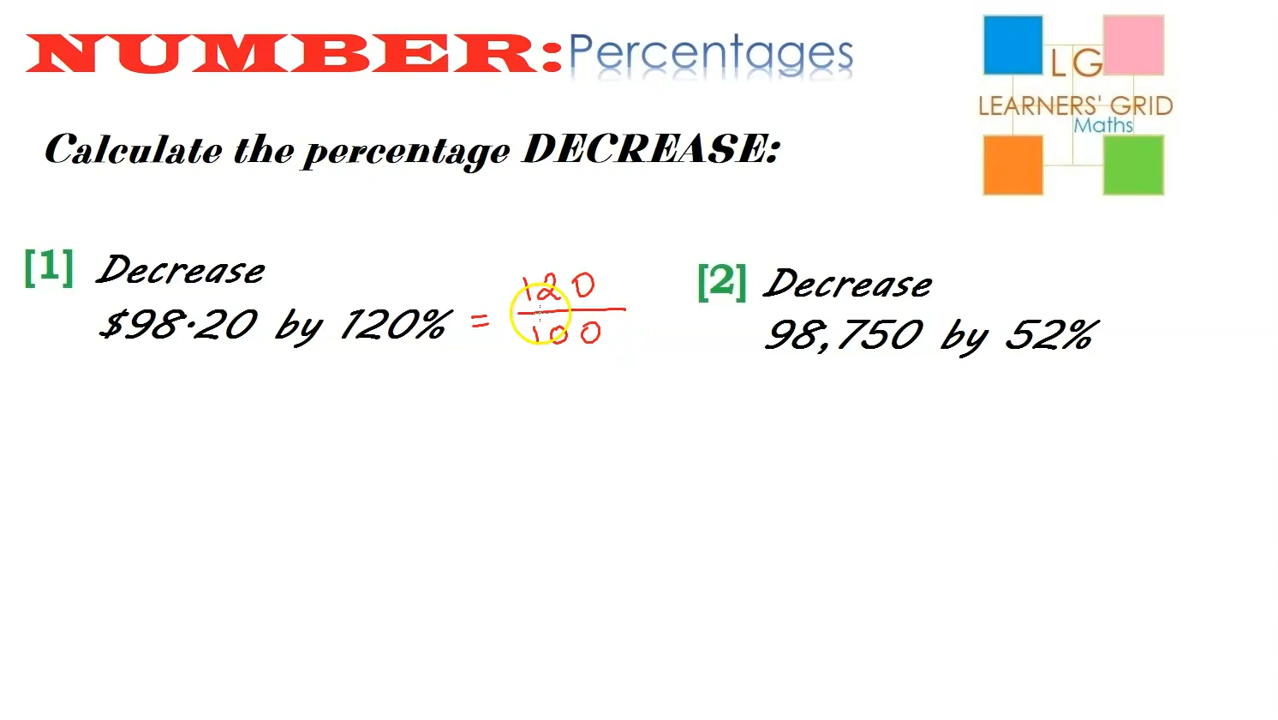 NUMBER: Percentages
LG
LEARNERS' GRID
Maths
Calculate the percentage DECREASE:
[1] Decrease
$98·20 by 120% = 120/100
[2] Decrease
98,750 by 52%